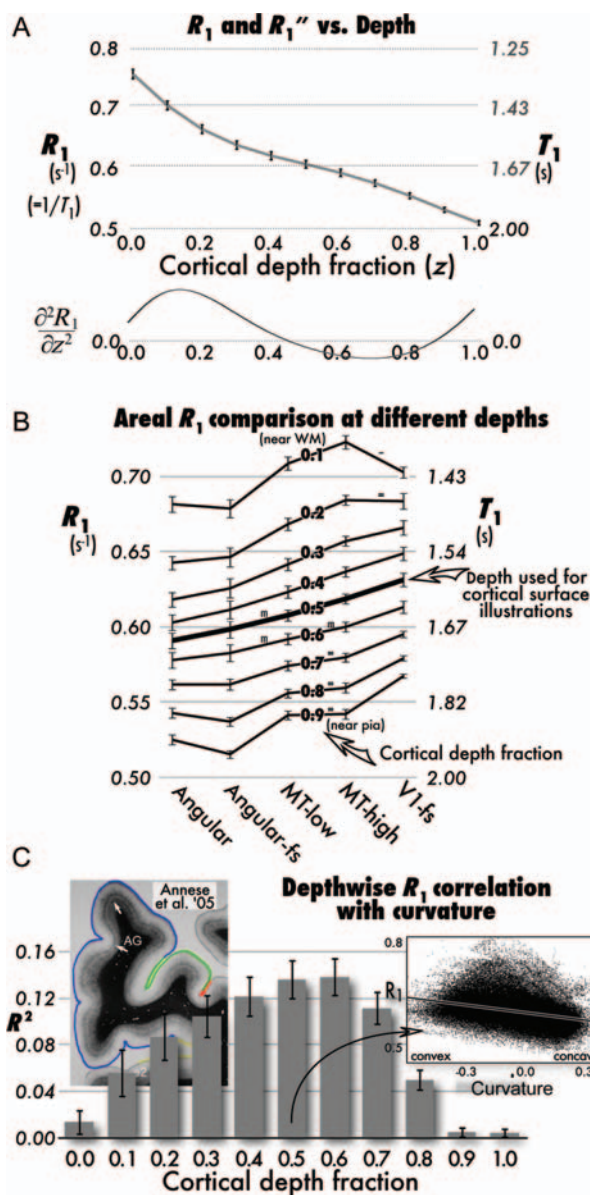 A
R₁ and R₁″ vs. Depth
0.8
1.25
0.7
1.43
R₁
(s⁻¹)
(=1/T₁)
T₁
(s)
0.6
1.67
0.5
2.00
0.0 0.2 0.4 0.6 0.8 1.0
Cortical depth fraction (z)
∂²R₁
∂z²
0.0
0.0
0.0 0.2 0.4 0.6 0.8 1.0
B
Areal R₁ comparison at different depths
(near WM)
0.1
0.70
1.43
R₁
(s⁻¹)
T₁
(s)
0.2
0.65
1.54
0.3
0.4
Depth used for
cortical surface
illustrations
m
0.5
0.60
1.67
m
0.6
m
0.7
0.8
0.55
1.82
0.9
(near pia)
Cortical depth fraction
0.50
2.00
Angular
Angular-fs
MT-low
MT-high
V1-fs
C
Annese
et al. '05
AG
Depthwise R₁ correlation
with curvature
0.16
0.12
R²
0.08
0.04
0.00
0.8
R1
0.5
convex
concav
-0.3 0.0 0.3
Curvature
0.0 0.1 0.2 0.3 0.4 0.5 0.6 0.7 0.8 0.9 1.0
Cortical depth fraction